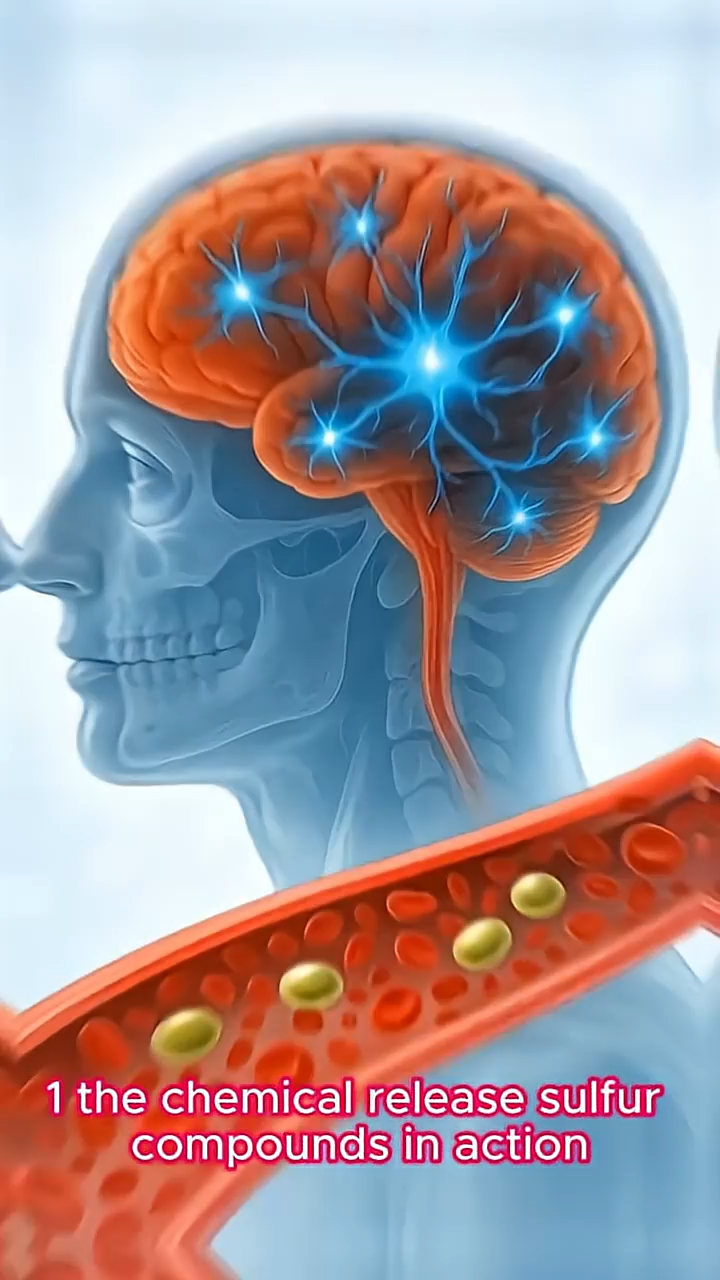 1 the chemical release sulfur
compounds in action